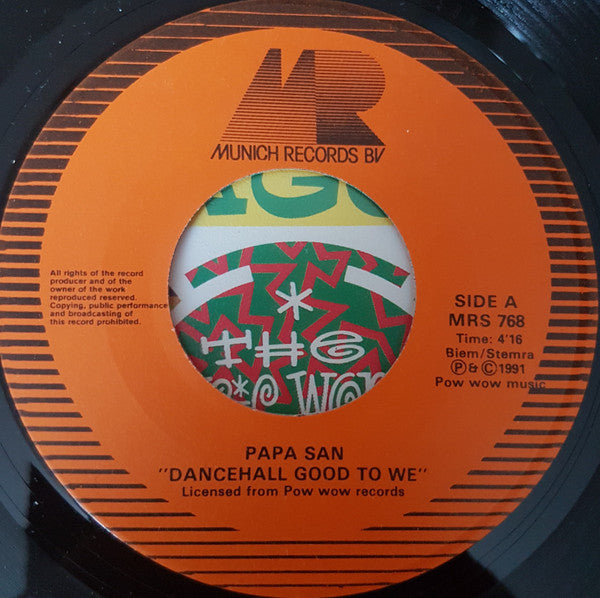 MR
MUNICH RECORDS BV
All rights of the record
producer and of the
owner of the work
reproduced reserved.
Copying, public performance
and broadcasting of
this record prohibited.
THE
SIDE A
MRS 768
Time: 4'16
Biem/Stemra
℗ & © 1991
Pow wow music
PAPA SAN
"DANCEHALL GOOD TO WE"
Licensed from Pow wow records